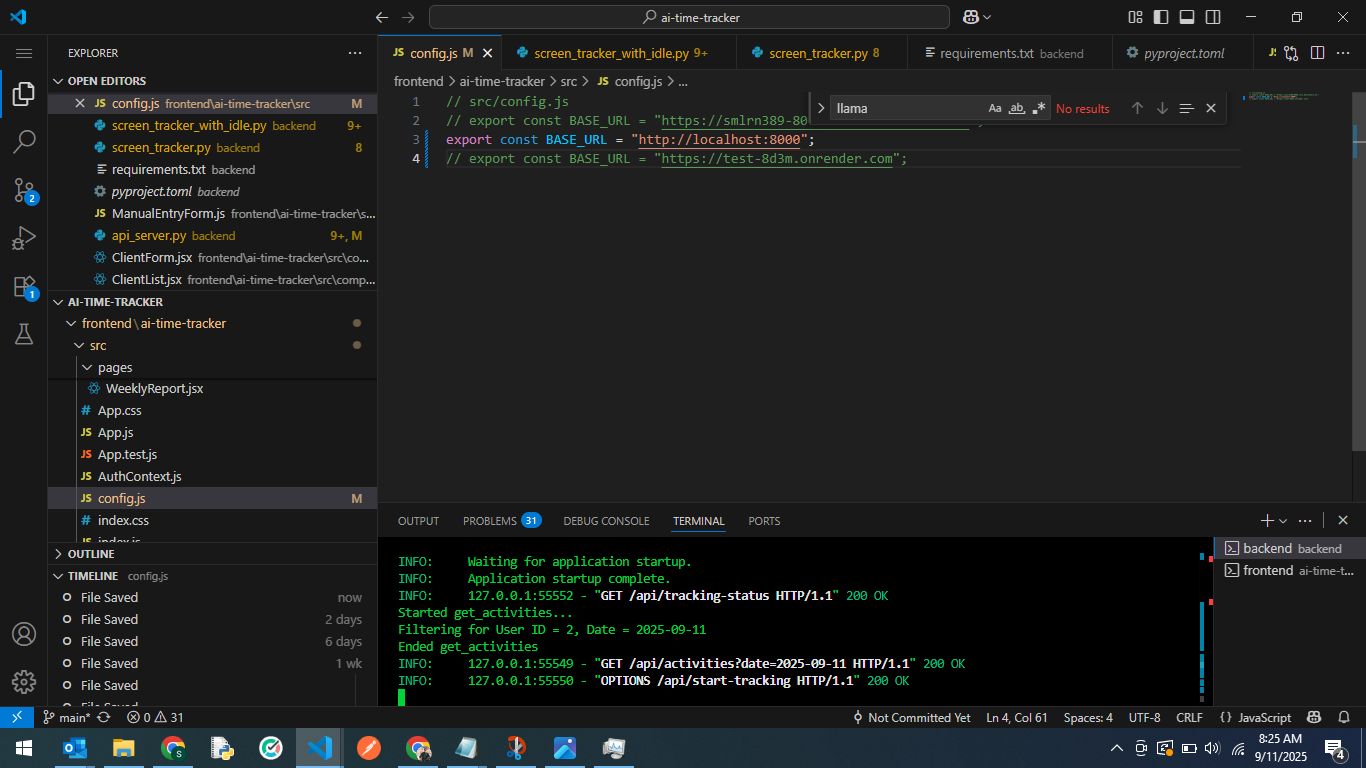 ai-time-tracker
EXPLORER
OPEN EDITORS
config.js frontend\ai-time-tracker\src M
screen_tracker_with_idle.py backend 9+
screen_tracker.py backend 8
requirements.txt backend
pyproject.toml backend
ManualEntryForm.js frontend\ai-time-tracker\s...
api_server.py backend 9+, M
ClientForm.jsx frontend\ai-time-tracker\src\co...
ClientList.jsx frontend\ai-time-tracker\src\comp...
AI-TIME-TRACKER
frontend\ai-time-tracker
src
pages
WeeklyReport.jsx
# App.css
JS App.js
JS App.test.js
JS AuthContext.js
JS config.js M
# index.css
JS index.js
OUTLINE
TIMELINE config.js
File Saved now
File Saved 2 days
File Saved 6 days
File Saved 1 wk
File Saved
File Saved
2
1
JS config.js M
screen_tracker_with_idle.py 9+
screen_tracker.py 8
requirements.txt backend
pyproject.toml
frontend > ai-time-tracker > src > JS config.js > ...
llama
Aa ab
No results
1 // src/config.js
2 // export const BASE_URL = "https://smlrn389-80
3 export const BASE_URL = "http://localhost:8000";
4 // export const BASE_URL = "https://test-8d3m.onrender.com";
OUTPUT PROBLEMS 31 DEBUG CONSOLE TERMINAL PORTS
INFO: Waiting for application startup.
INFO: Application startup complete.
INFO: 127.0.0.1:55552 - "GET /api/tracking-status HTTP/1.1" 200 OK
Started get_activities...
Filtering for User ID = 2, Date = 2025-09-11
Ended get_activities
INFO: 127.0.0.1:55549 - "GET /api/activities?date=2025-09-11 HTTP/1.1" 200 OK
INFO: 127.0.0.1:55550 - "OPTIONS /api/start-tracking HTTP/1.1" 200 OK
backend backend
frontend ai-time-t...
main* 0 31
Not Committed Yet Ln 4, Col 61 Spaces: 4 UTF-8 CRLF {} JavaScript
8:25 AM
9/11/2025
4